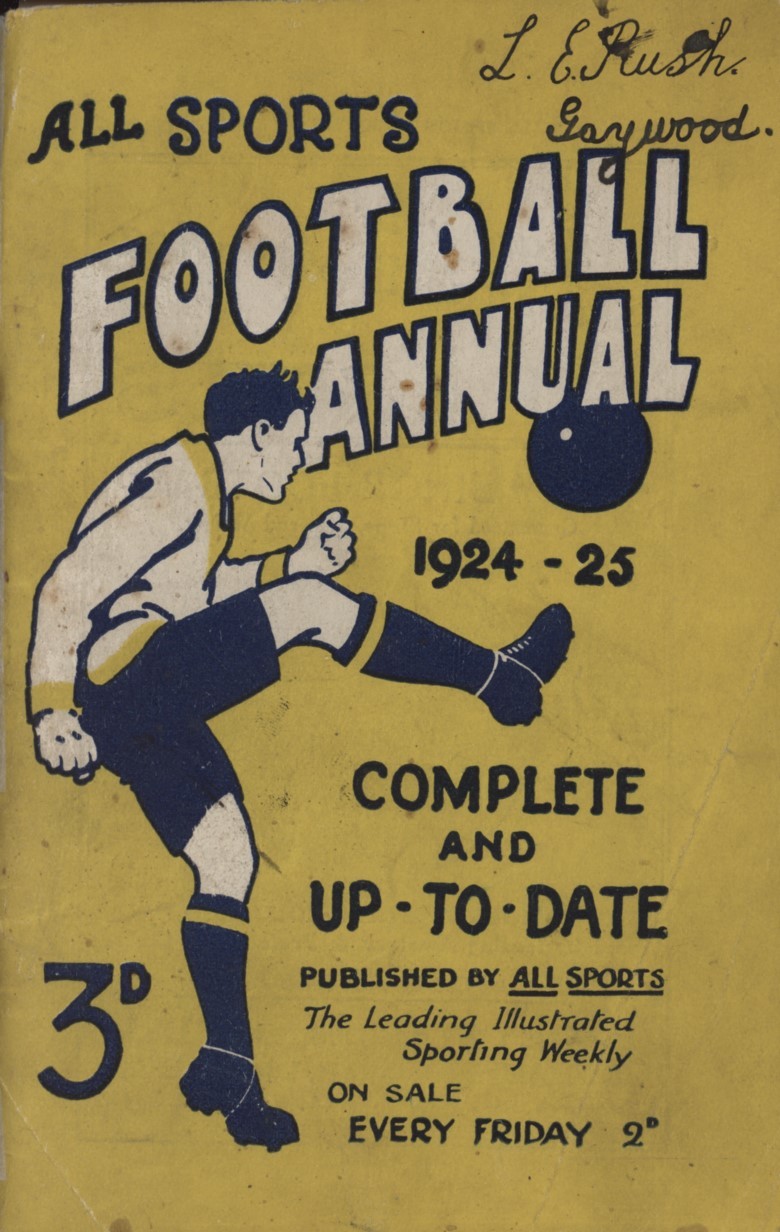 L. E. Rush.
Gaywood.
ALL SPORTS
FOOTBALL
ANNUAL
1924 - 25
COMPLETE
AND
UP-TO-DATE
3D
PUBLISHED BY ALL SPORTS
The Leading Illustrated
Sporting Weekly
ON SALE
EVERY FRIDAY 2D